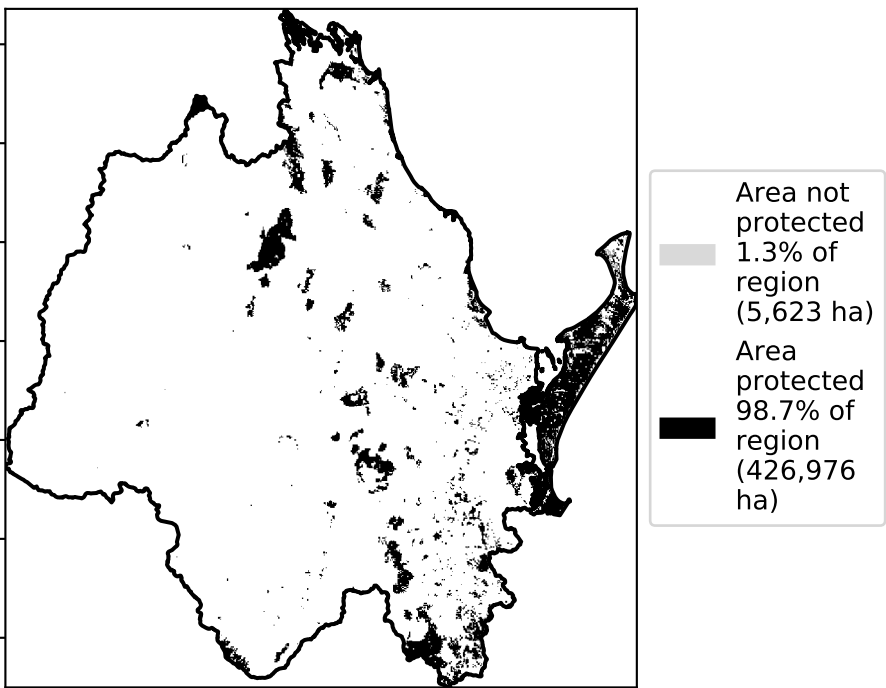 Area not
protected
1.3% of
region
(5,623 ha)
Area
protected
98.7% of
region
(426,976
ha)